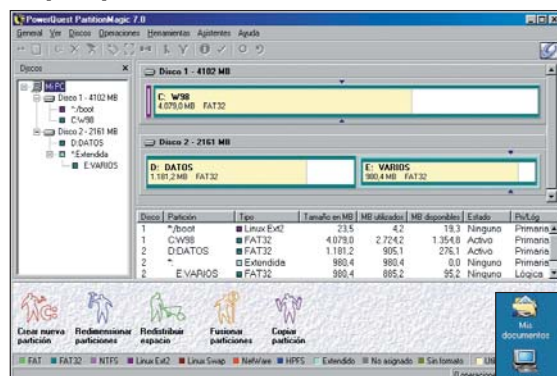 PowerQuest PartitionMagic 7.0
General Ver Discos Operaciones Herramientas Asistentes Ayuda
Discos
Mi PC
Disco 1 - 4102 MB
*:/boot
C:W98
Disco 2 - 2161 MB
D:DATOS
*:Extendida
E:VARIOS
Disco 1 - 4102 MB
C: W98
4.079,0 MB FAT32
Disco 2 - 2161 MB
D: DATOS
1.181,2 MB FAT32
E: VARIOS
980,4 MB FAT32
Disco Partición Tipo Tamaño en MB MB utilizados MB disponibles Estado Pri/Lóg
1 *:/boot Linux Ext2 23,5 4,2 19,3 Ninguno Primaria
1 C:W98 FAT32 4.079,0 2.724,2 1.354,8 Activo Primaria
2 D:DATOS FAT32 1.181,2 905,1 276,1 Activo Primaria
2 *: Extendida 980,4 980,4 0,0 Ninguno Primaria
2 E:VARIOS FAT32 980,4 885,2 95,2 Ninguno Lógica
Crear nueva partición
Redimensionar particiones
Redistribuir espacio
Fusionar particiones
Copiar partición
Mis documentos
FAT FAT32 NTFS Linux Ext2 Linux Swap NetWare HPFS Extendido No asignado Sin formato